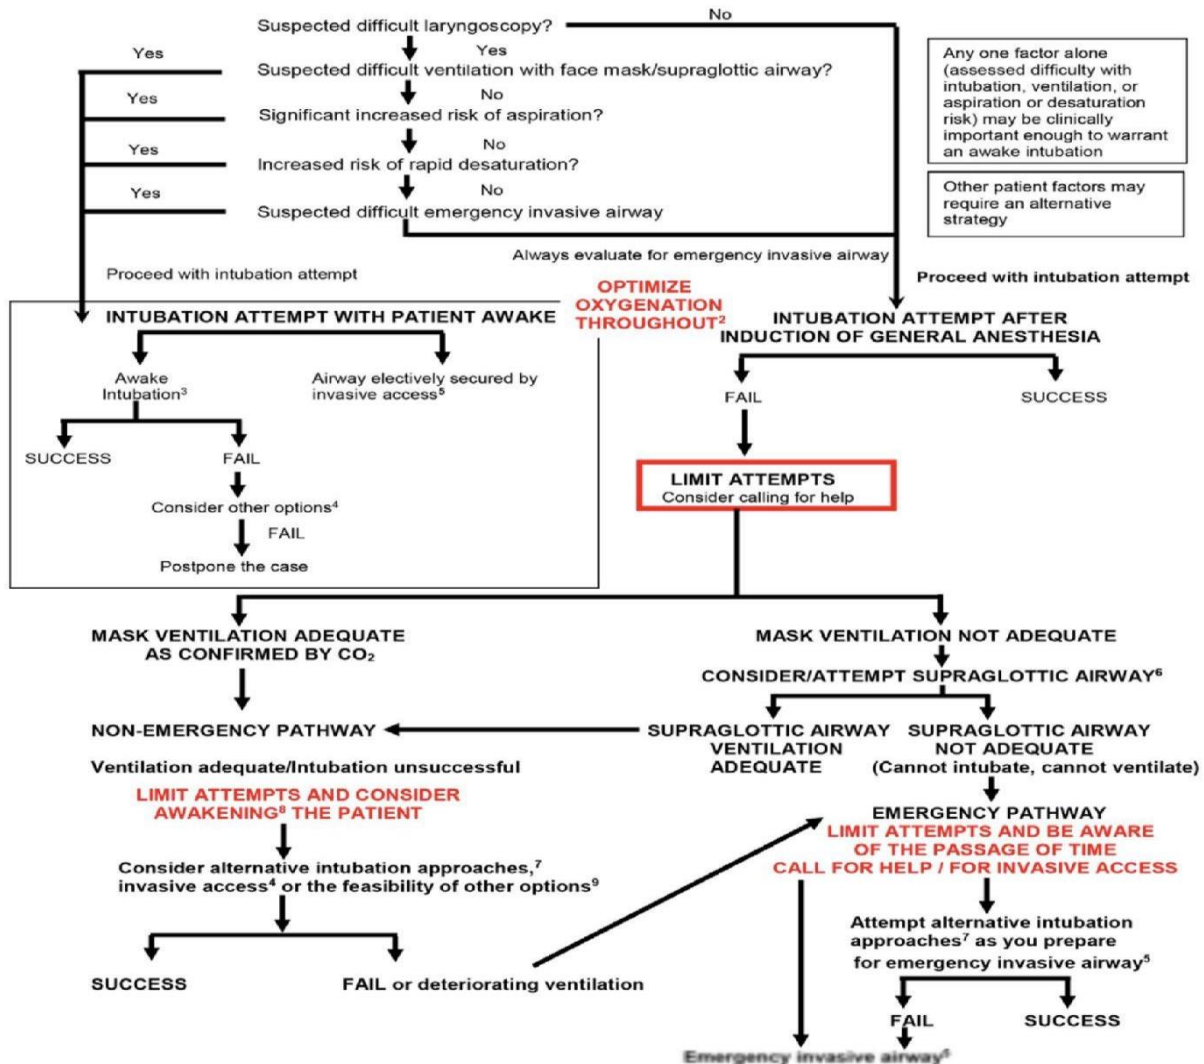 No
Suspected difficult laryngoscopy?
Yes
Yes
Suspected difficult ventilation with face mask/supraglottic airway?
No
Yes
Significant increased risk of aspiration?
No
Yes
Increased risk of rapid desaturation?
No
Yes
Suspected difficult emergency invasive airway
Any one factor alone
(assessed difficulty with
intubation, ventilation, or
aspiration or desaturation
risk) may be clinically
important enough to warrant
an awake intubation
Other patient factors may
require an alternative
strategy
Always evaluate for emergency invasive airway
Proceed with intubation attempt
Proceed with intubation attempt
OPTIMIZE
OXYGENATION
THROUGHOUT²
INTUBATION ATTEMPT WITH PATIENT AWAKE
Awake
Intubation³
Airway electively secured by
invasive access⁵
SUCCESS
FAIL
Consider other options⁴
FAIL
Postpone the case
INTUBATION ATTEMPT AFTER
INDUCTION OF GENERAL ANESTHESIA
FAIL
SUCCESS
LIMIT ATTEMPTS
Consider calling for help
MASK VENTILATION ADEQUATE
AS CONFIRMED BY CO₂
NON-EMERGENCY PATHWAY
Ventilation adequate/Intubation unsuccessful
LIMIT ATTEMPTS AND CONSIDER
AWAKENING⁸ THE PATIENT
Consider alternative intubation approaches,⁷
invasive access⁴ or the feasibility of other options⁹
SUCCESS
FAIL or deteriorating ventilation
MASK VENTILATION NOT ADEQUATE
CONSIDER/ATTEMPT SUPRAGLOTTIC AIRWAY⁶
SUPRAGLOTTIC AIRWAY
VENTILATION
ADEQUATE
SUPRAGLOTTIC AIRWAY
NOT ADEQUATE
(Cannot intubate, cannot ventilate)
EMERGENCY PATHWAY
LIMIT ATTEMPTS AND BE AWARE
OF THE PASSAGE OF TIME
CALL FOR HELP / FOR INVASIVE ACCESS
Attempt alternative intubation
approaches⁷ as you prepare
for emergency invasive airway⁵
FAIL
SUCCESS
Emergency invasive airway⁵